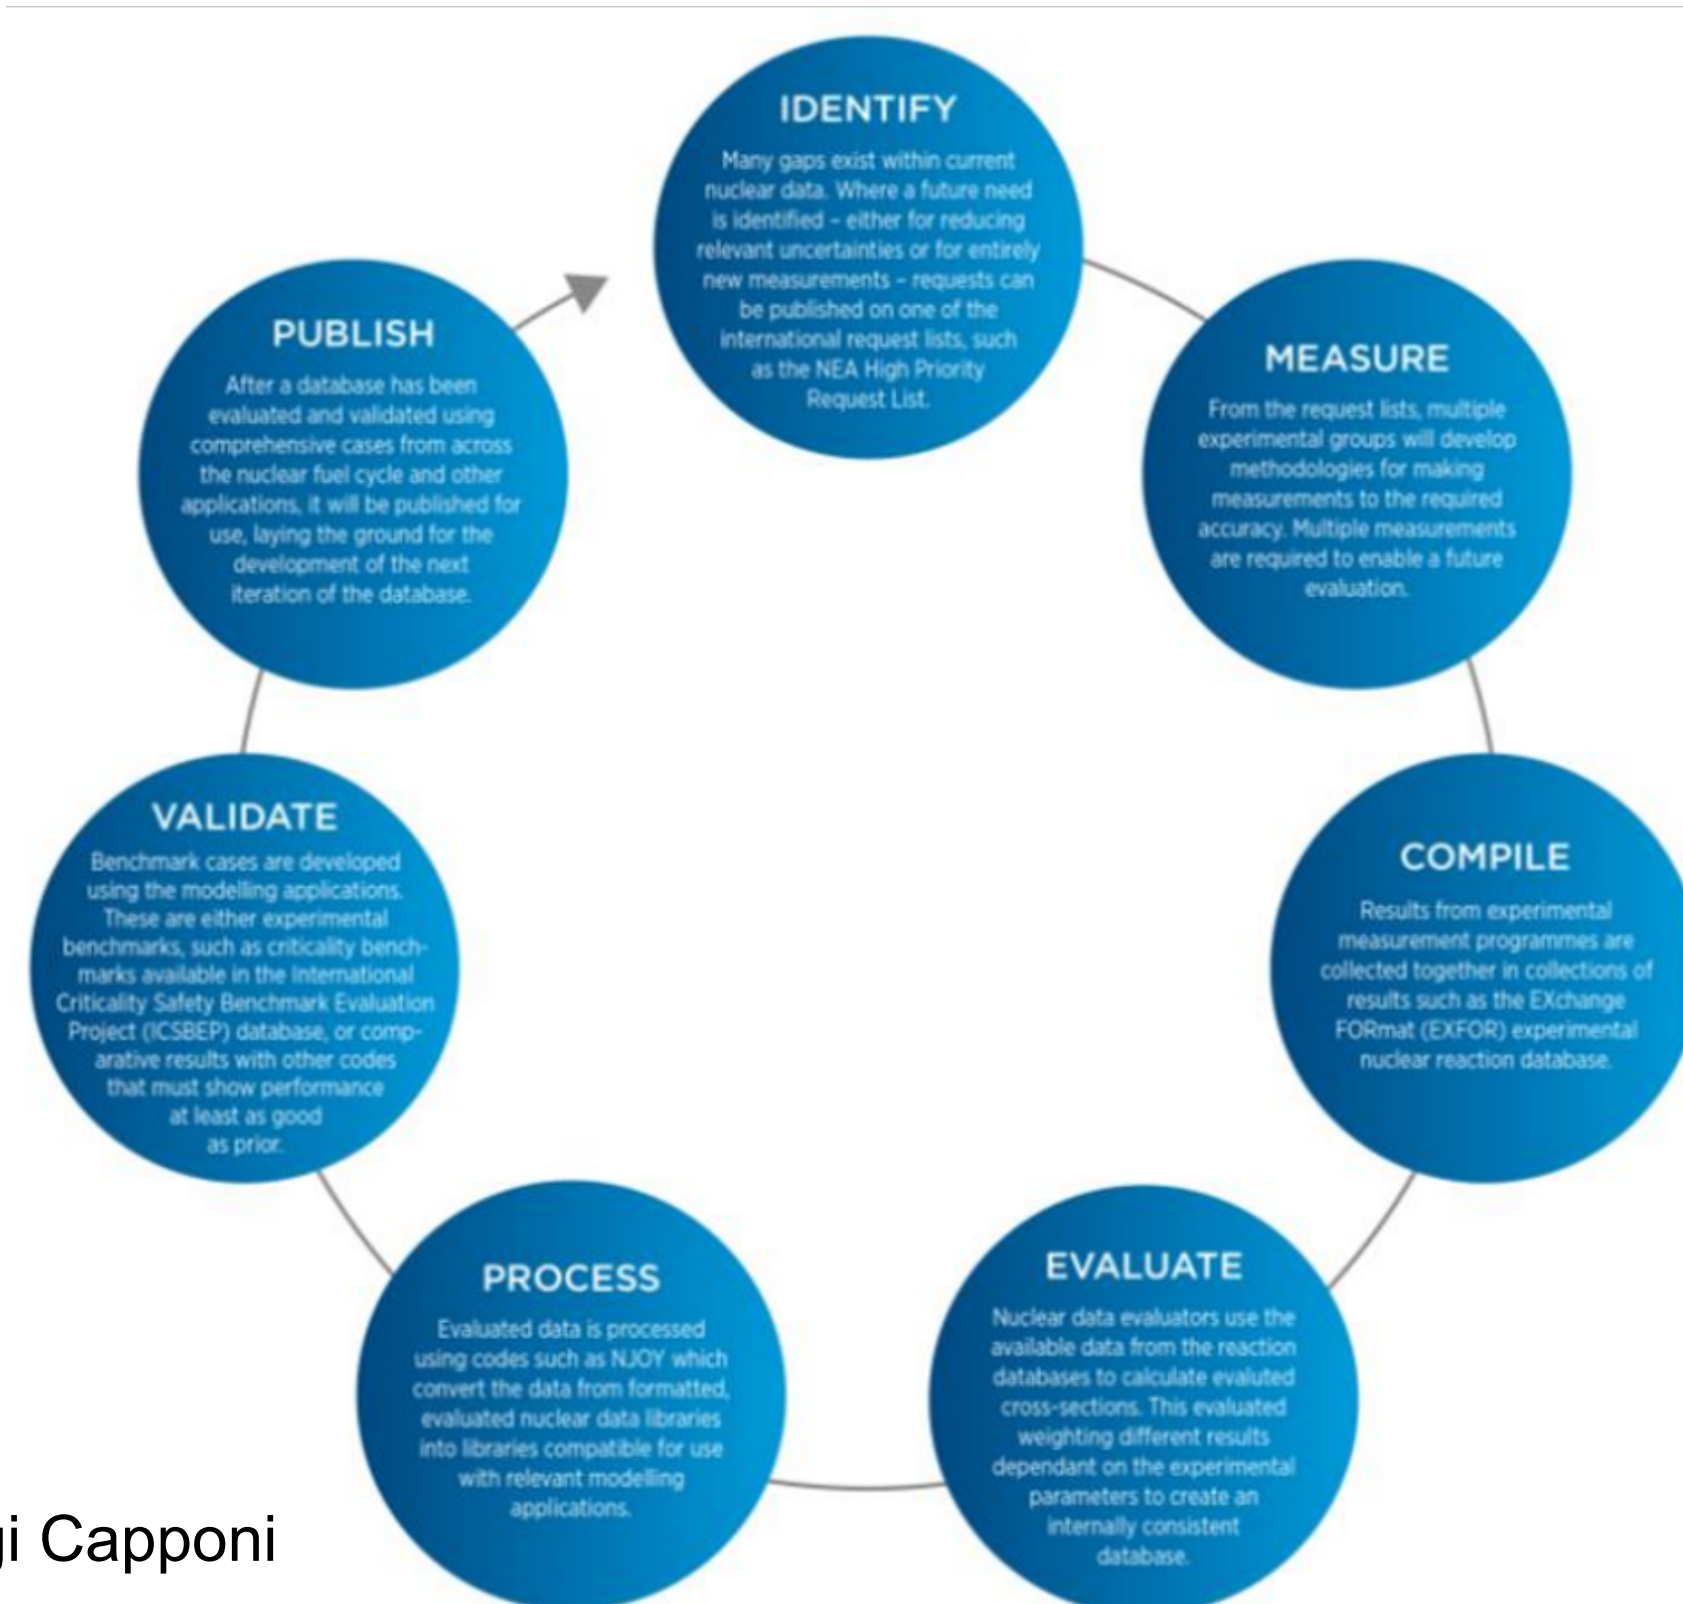 IDENTIFY
Many gaps exist within current
nuclear data. Where a future need
is identified – either for reducing
relevant uncertainties or for entirely
new measurements – requests can
be published on one of the
international request lists, such
as the NEA High Priority
Request List.
MEASURE
From the request lists, multiple
experimental groups will develop
methodologies for making
measurements to the required
accuracy. Multiple measurements
are required to enable a future
evaluation.
COMPILE
Results from experimental
measurement programmes are
collected together in collections of
results such as the EXchange
FORmat (EXFOR) experimental
nuclear reaction database.
EVALUATE
Nuclear data evaluators use the
available data from the reaction
databases to calculate evaluted
cross-sections. This evaluated
weighting different results
dependant on the experimental
parameters to create an
internally consistent
database.
PROCESS
Evaluated data is processed
using codes such as NJOY which
convert the data from formatted,
evaluated nuclear data libraries
into libraries compatible for use
with relevant modelling
applications.
VALIDATE
Benchmark cases are developed
using the modelling applications.
These are either experimental
benchmarks, such as criticality bench-
marks available in the International
Criticality Safety Benchmark Evaluation
Project (ICSBEP) database, or comp-
arative results with other codes
that must show performance
at least as good
as prior.
PUBLISH
After a database has been
evaluated and validated using
comprehensive cases from across
the nuclear fuel cycle and other
applications, it will be published for
use, laying the ground for the
development of the next
iteration of the database.
gi Capponi